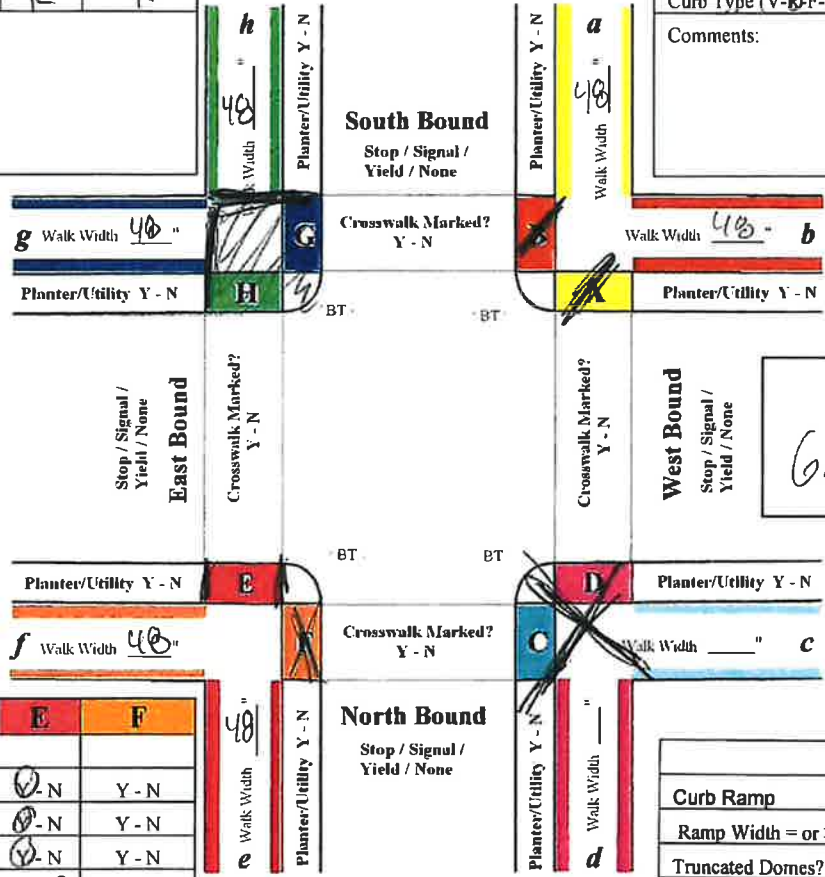 Curb Type (V-R-F-
Comments:
h
a
Planter/Utility Y - N
Planter/Utility Y - N
48"
48"
Walk Width
Walk Width
South Bound
Stop / Signal /
Yield / None
g Walk Width 48"
G
Crosswalk Marked?
Y - N
Walk Width 48" b
Planter/Utility Y - N
H
A
Planter/Utility Y - N
BT
BT
Stop / Signal /
Yield / None
East Bound
Crosswalk Marked?
Y - N
Crosswalk Marked?
Y - N
West Bound
Stop / Signal /
Yield / None
6
BT
BT
Planter/Utility Y - N
E
D
Planter/Utility Y - N
f Walk Width 48"
F
Crosswalk Marked?
Y - N
C
Walk Width ____" c
E F
Y - N Y - N
Y - N Y - N
Y - N Y - N
48"
Walk Width
e
Planter/Utility Y - N
North Bound
Stop / Signal /
Yield / None
Planter/Utility Y - N
____"
Walk Width
d
Curb Ramp
Ramp Width = or
Truncated Domes?